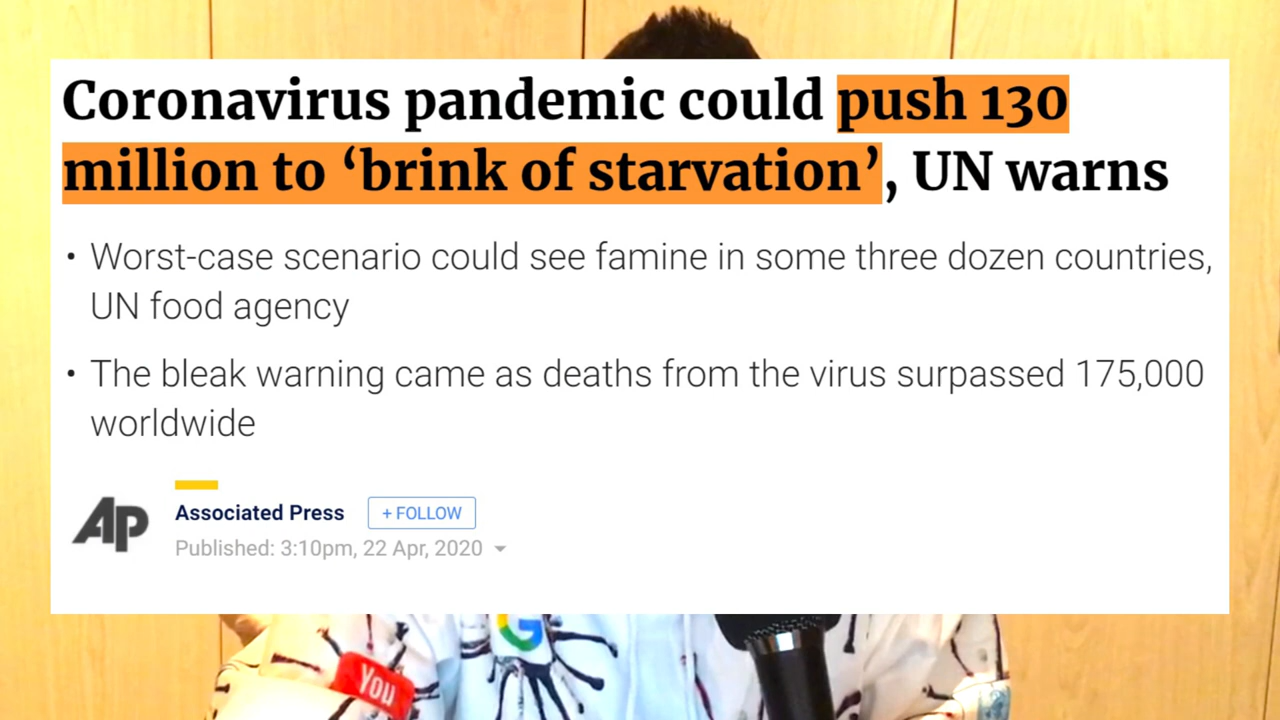 Coronavirus pandemic could push 130
million to ‘brink of starvation’, UN warns
• Worst-case scenario could see famine in some three dozen countries,
UN food agency
• The bleak warning came as deaths from the virus surpassed 175,000
worldwide
AP
Associated Press + FOLLOW
Published: 3:10pm, 22 Apr, 2020
G
You